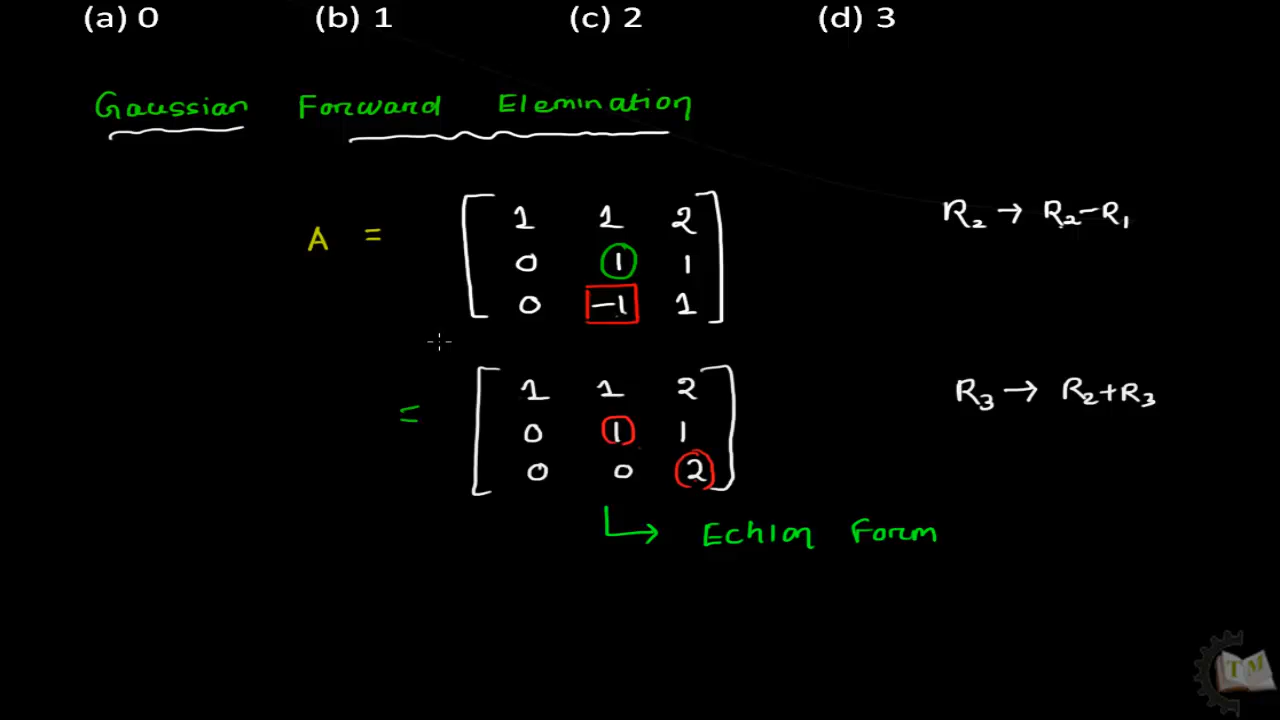 (a) 0 (b) 1 (c) 2 (d) 3
Gaussian Forward Elemination
1 1 2
R₂ → R₂-R₁
A =
0 1 1
0 -1 1
1 1 2
R₃ → R₂+R₃
=
0 1 1
0 0 2
Echlon Form
TM